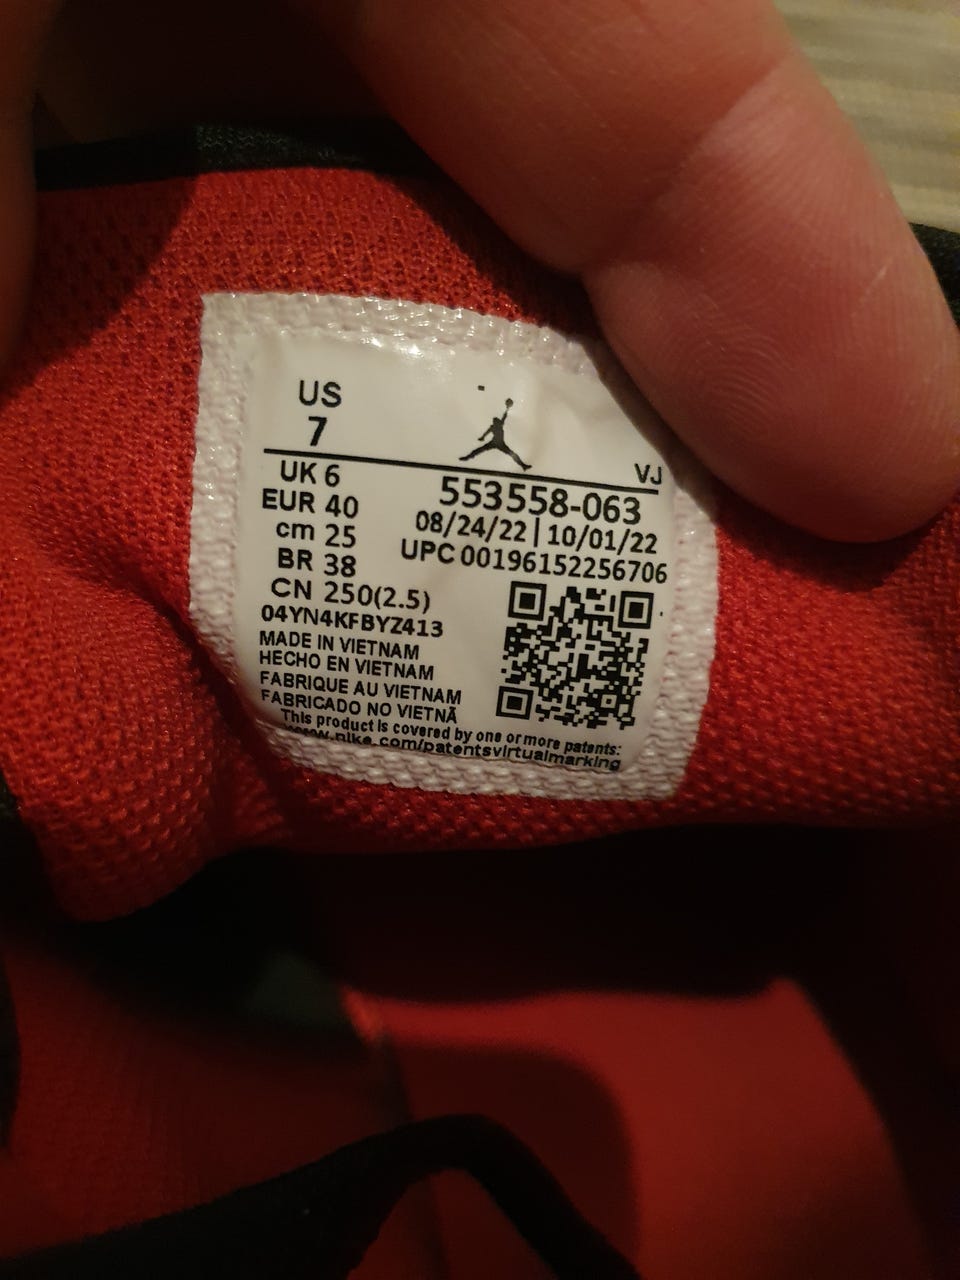 US
7
VJ
UK 6
EUR 40
cm 25
BR 38
CN 250(2.5)
553558-063
08/24/22 | 10/01/22
UPC 00196152256706
04YN4KFBYZ413
MADE IN VIETNAM
HECHO EN VIETNAM
FABRIQUE AU VIETNAM
FABRICADO NO VIETNÃ
This product is covered by one or more patents:
www.nike.com/patentsvirtualmarking